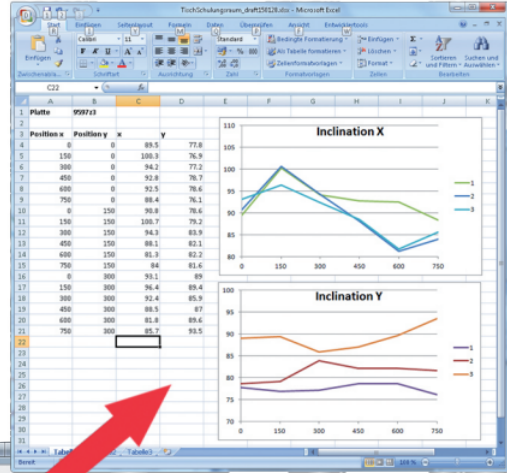 TischSchulungsraum_draft150128.xlsx - Microsoft Excel
Start Einfügen Seitenlayout Formeln Daten Überprüfen Ansicht Entwicklertools
Einfügen
Calibri 11
F K U
Standard
% 000
Bedingte Formatierung
Als Tabelle formatieren
Zellenformatvorlagen
Einfügen
Löschen
Format
Σ
Sortieren und Filtern
Suchen und Auswählen
Zwischenabla... Schriftart Ausrichtung Zahl Formatvorlagen Zellen Bearbeiten
C22 fx
A B C D E F G H I J K
1 Platte 9597z3
2
3 Position x Position y x y
4 0 0 89.5 77.8
5 150 0 100.3 76.9
6 300 0 94.2 77.2
7 450 0 92.8 78.7
8 600 0 92.5 78.6
9 750 0 88.4 76.1
10 0 150 90.8 78.6
11 150 150 100.7 79.2
12 300 150 94.3 83.9
13 450 150 88.1 82.1
14 600 150 81.3 82.2
15 750 150 84 81.6
16 0 300 93.1 89
17 150 300 96.4 89.4
18 300 300 92.4 85.9
19 450 300 88.5 87
20 600 300 81.8 89.6
21 750 300 85.7 93.5
22
23
24
25
26
27
28
29
30
31
Inclination X
110
105
100
95
90
85
80
0 150 300 450 600 750
1
2
3
Inclination Y
100
95
90
85
80
75
70
0 150 300 450 600 750
1
2
3
Tabelle3
Bereit